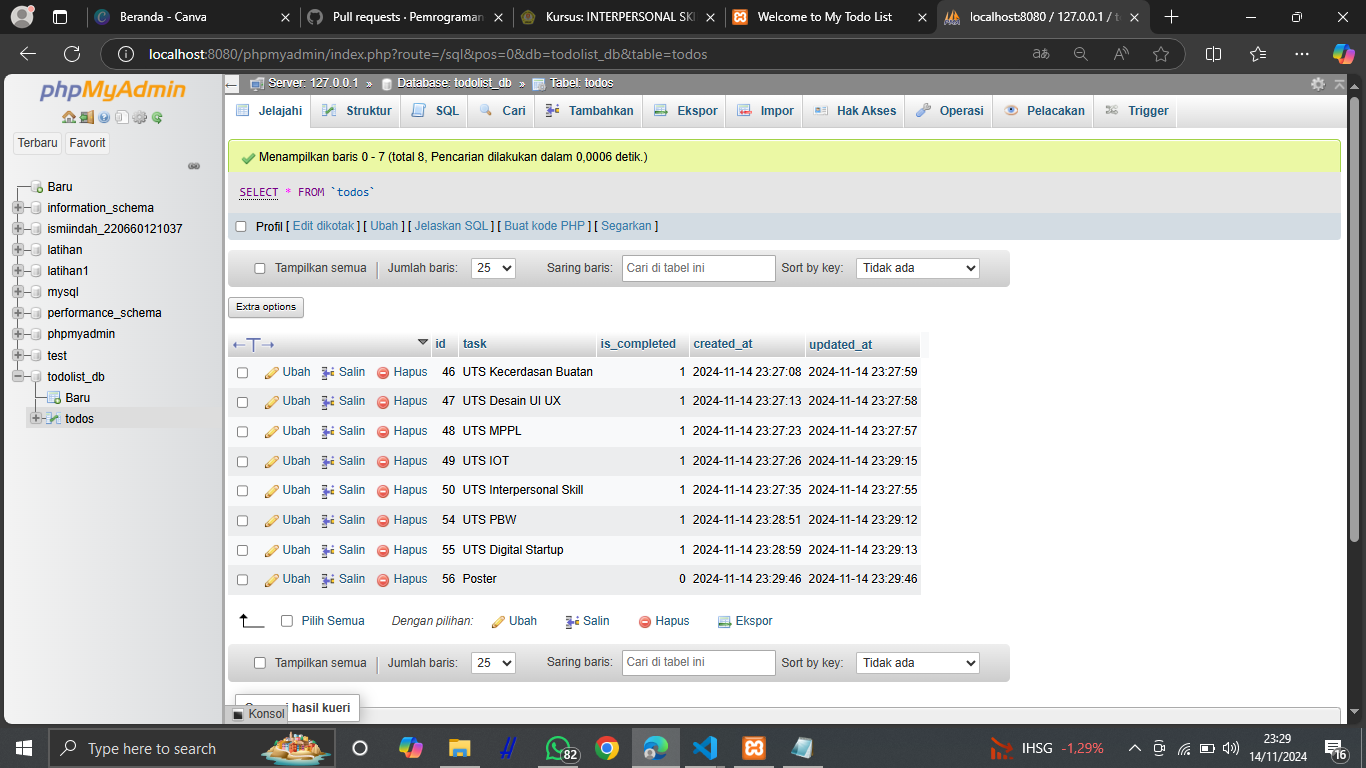 Beranda - Canva
Pull requests · Pemrograman
Kursus: INTERPERSONAL SKI
Welcome to My Todo List
localhost:8080 / 127.0.0.1 / t
localhost:8080/phpmyadmin/index.php?route=/sql&pos=0&db=todolist_db&table=todos
phpMyAdmin
Terbaru Favorit
Baru
information_schema
ismiindah_220660121037
latihan
latihan1
mysql
performance_schema
phpmyadmin
test
todolist_db
Baru
todos
Server: 127.0.0.1 » Database: todolist_db » Tabel: todos
Jelajahi Struktur SQL Cari Tambahkan Ekspor Impor Hak Akses Operasi Pelacakan Trigger
Menampilkan baris 0 - 7 (total 8, Pencarian dilakukan dalam 0,0006 detik.)
SELECT * FROM `todos`
Profil [ Edit dikotak ] [ Ubah ] [ Jelaskan SQL ] [ Buat kode PHP ] [ Segarkan ]
Tampilkan semua | Jumlah baris: 25 Saring baris: Cari di tabel ini Sort by key: Tidak ada
Extra options
←T→ id task is_completed created_at updated_at
Ubah Salin Hapus 46 UTS Kecerdasan Buatan 1 2024-11-14 23:27:08 2024-11-14 23:27:59
Ubah Salin Hapus 47 UTS Desain UI UX 1 2024-11-14 23:27:13 2024-11-14 23:27:58
Ubah Salin Hapus 48 UTS MPPL 1 2024-11-14 23:27:23 2024-11-14 23:27:57
Ubah Salin Hapus 49 UTS IOT 1 2024-11-14 23:27:26 2024-11-14 23:29:15
Ubah Salin Hapus 50 UTS Interpersonal Skill 1 2024-11-14 23:27:35 2024-11-14 23:27:55
Ubah Salin Hapus 54 UTS PBW 1 2024-11-14 23:28:51 2024-11-14 23:29:12
Ubah Salin Hapus 55 UTS Digital Startup 1 2024-11-14 23:28:59 2024-11-14 23:29:13
Ubah Salin Hapus 56 Poster 0 2024-11-14 23:29:46 2024-11-14 23:29:46
Pilih Semua Dengan pilihan: Ubah Salin Hapus Ekspor
Tampilkan semua | Jumlah baris: 25 Saring baris: Cari di tabel ini Sort by key: Tidak ada
hasil kueri
Konsol
Type here to search
82
IHSG -1,29%
23:29
14/11/2024
16